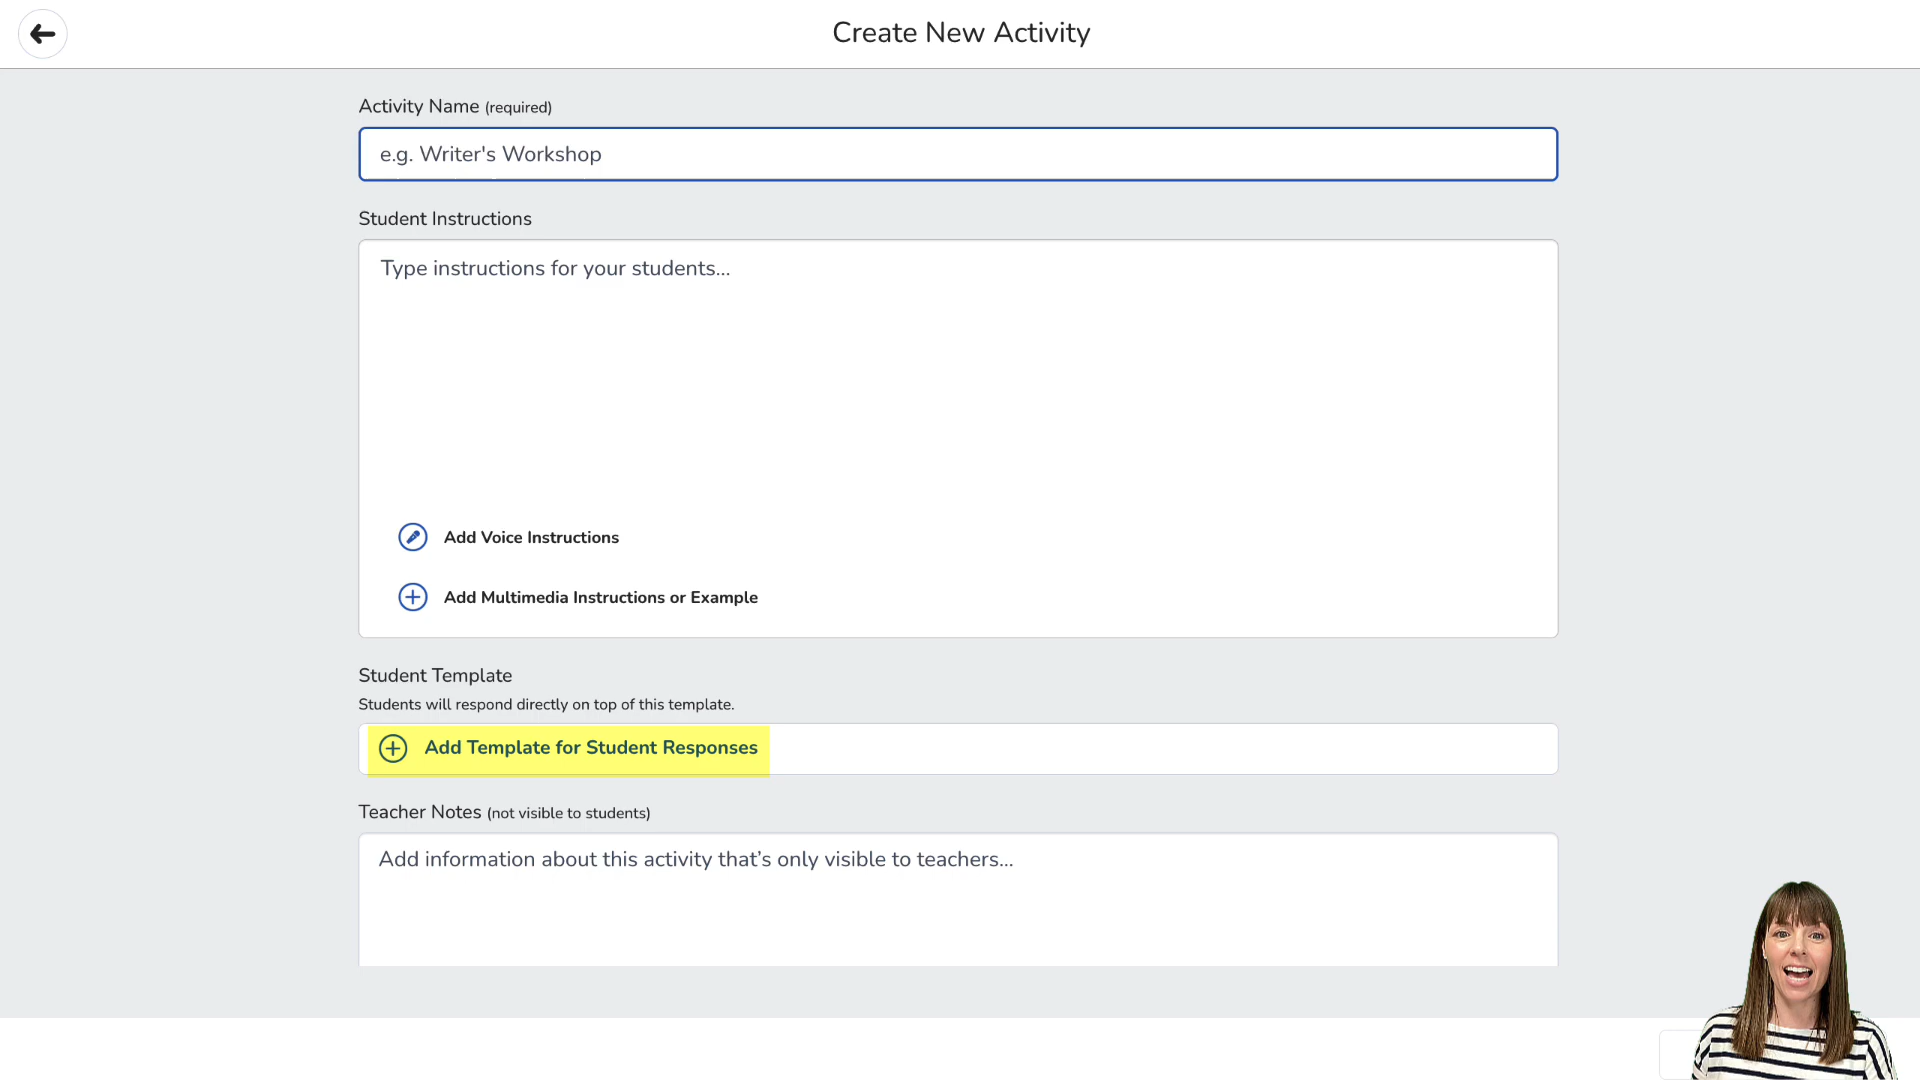 Create New Activity
Activity Name (required)
e.g. Writer's Workshop
Student Instructions
Type instructions for your students...
Add Voice Instructions
Add Multimedia Instructions or Example
Student Template
Students will respond directly on top of this template.
Add Template for Student Responses
Teacher Notes (not visible to students)
Add information about this activity that’s only visible to teachers...